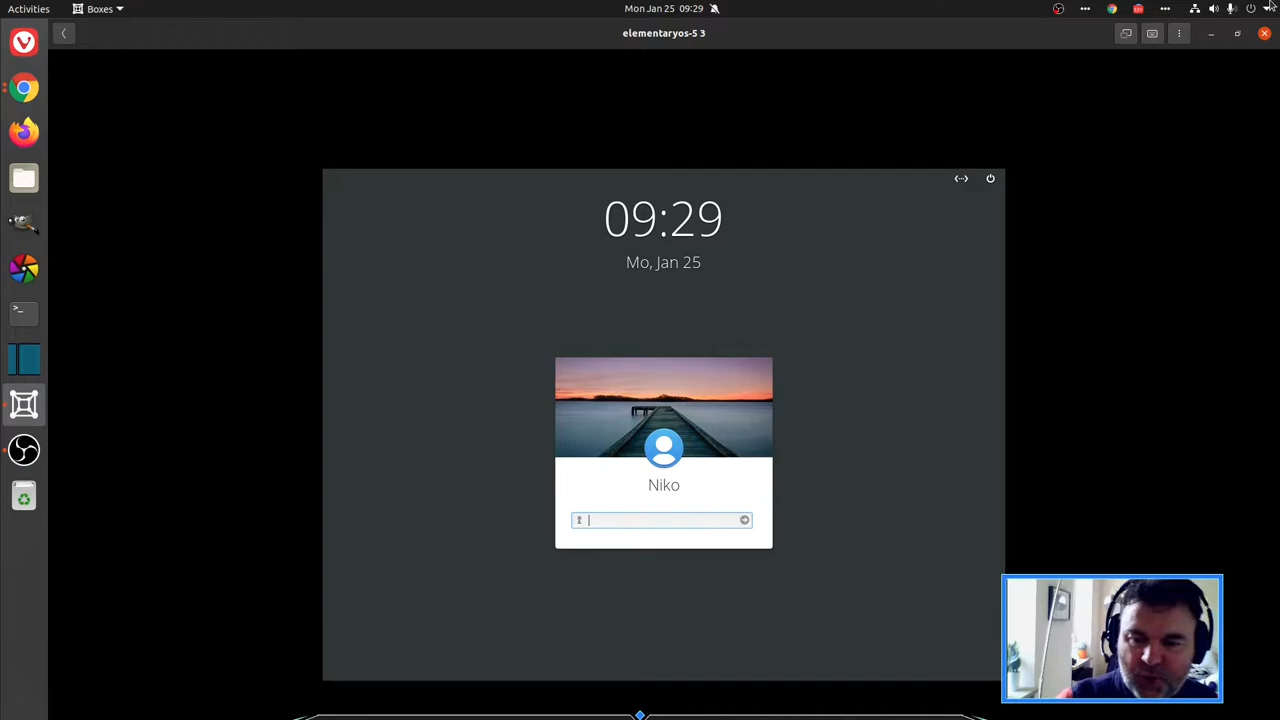 Activities
Boxes
Mon Jan 25 09:29
elementaryos-5 3
09:29
Mo, Jan 25
Niko